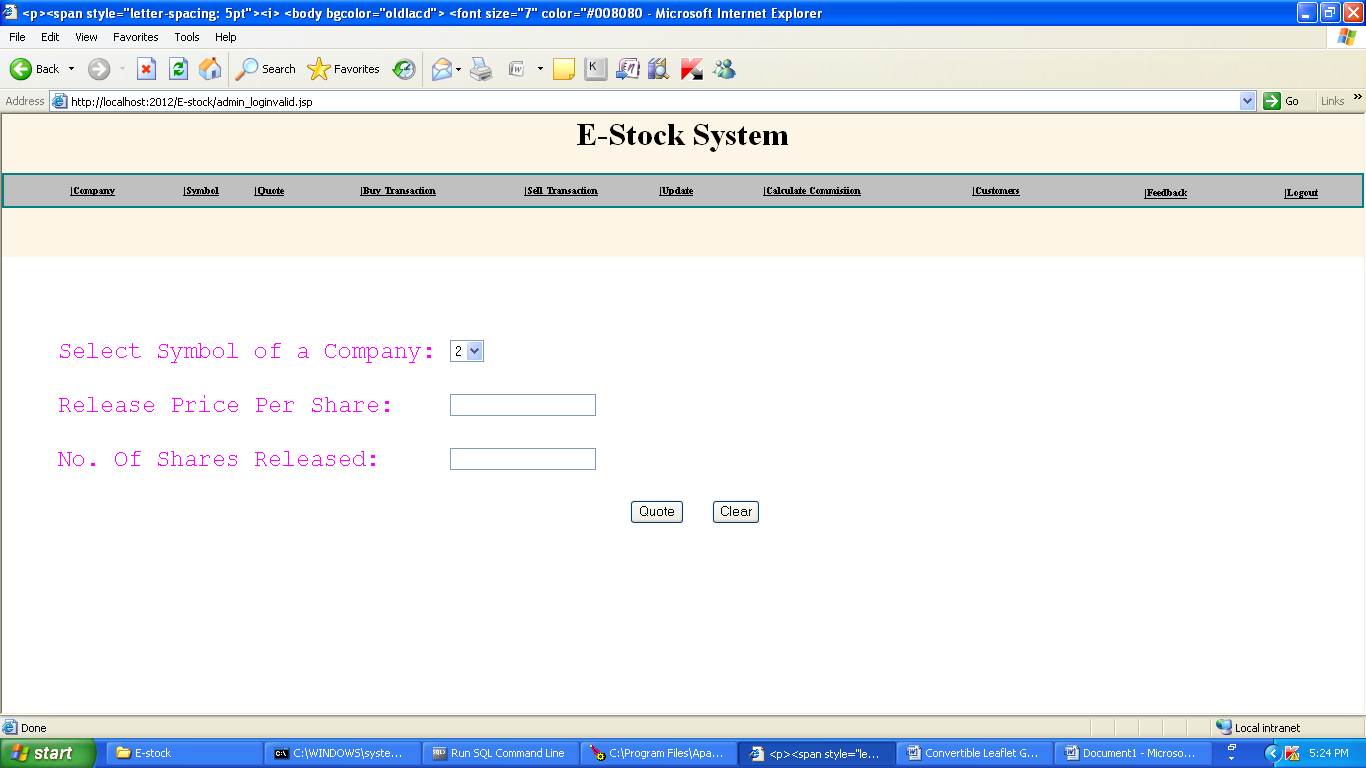 <p><span style="letter-spacing: 5pt"><i> <body bgcolor="oldlacd"> <font size="7" color="#008080 - Microsoft Internet Explorer
File Edit View Favorites Tools Help
Back Search Favorites
Address http://localhost:2012/E-stock/admin_loginvalid.jsp Go Links »
E-Stock System
|Company |Symbol |Quote |Buy Transaction |Sell Transaction |Update |Calculate Commisiion |Customers |Feedback |Logout
Select Symbol of a Company: 2
Release Price Per Share:
No. Of Shares Released:
Quote Clear
Done Local intranet
start E-stock C:\WINDOWS\syste... Run SQL Command Line C:\Program Files\Apa... <p><span style="le... Convertible Leaflet G... Document1 - Microso... 5:24 PM